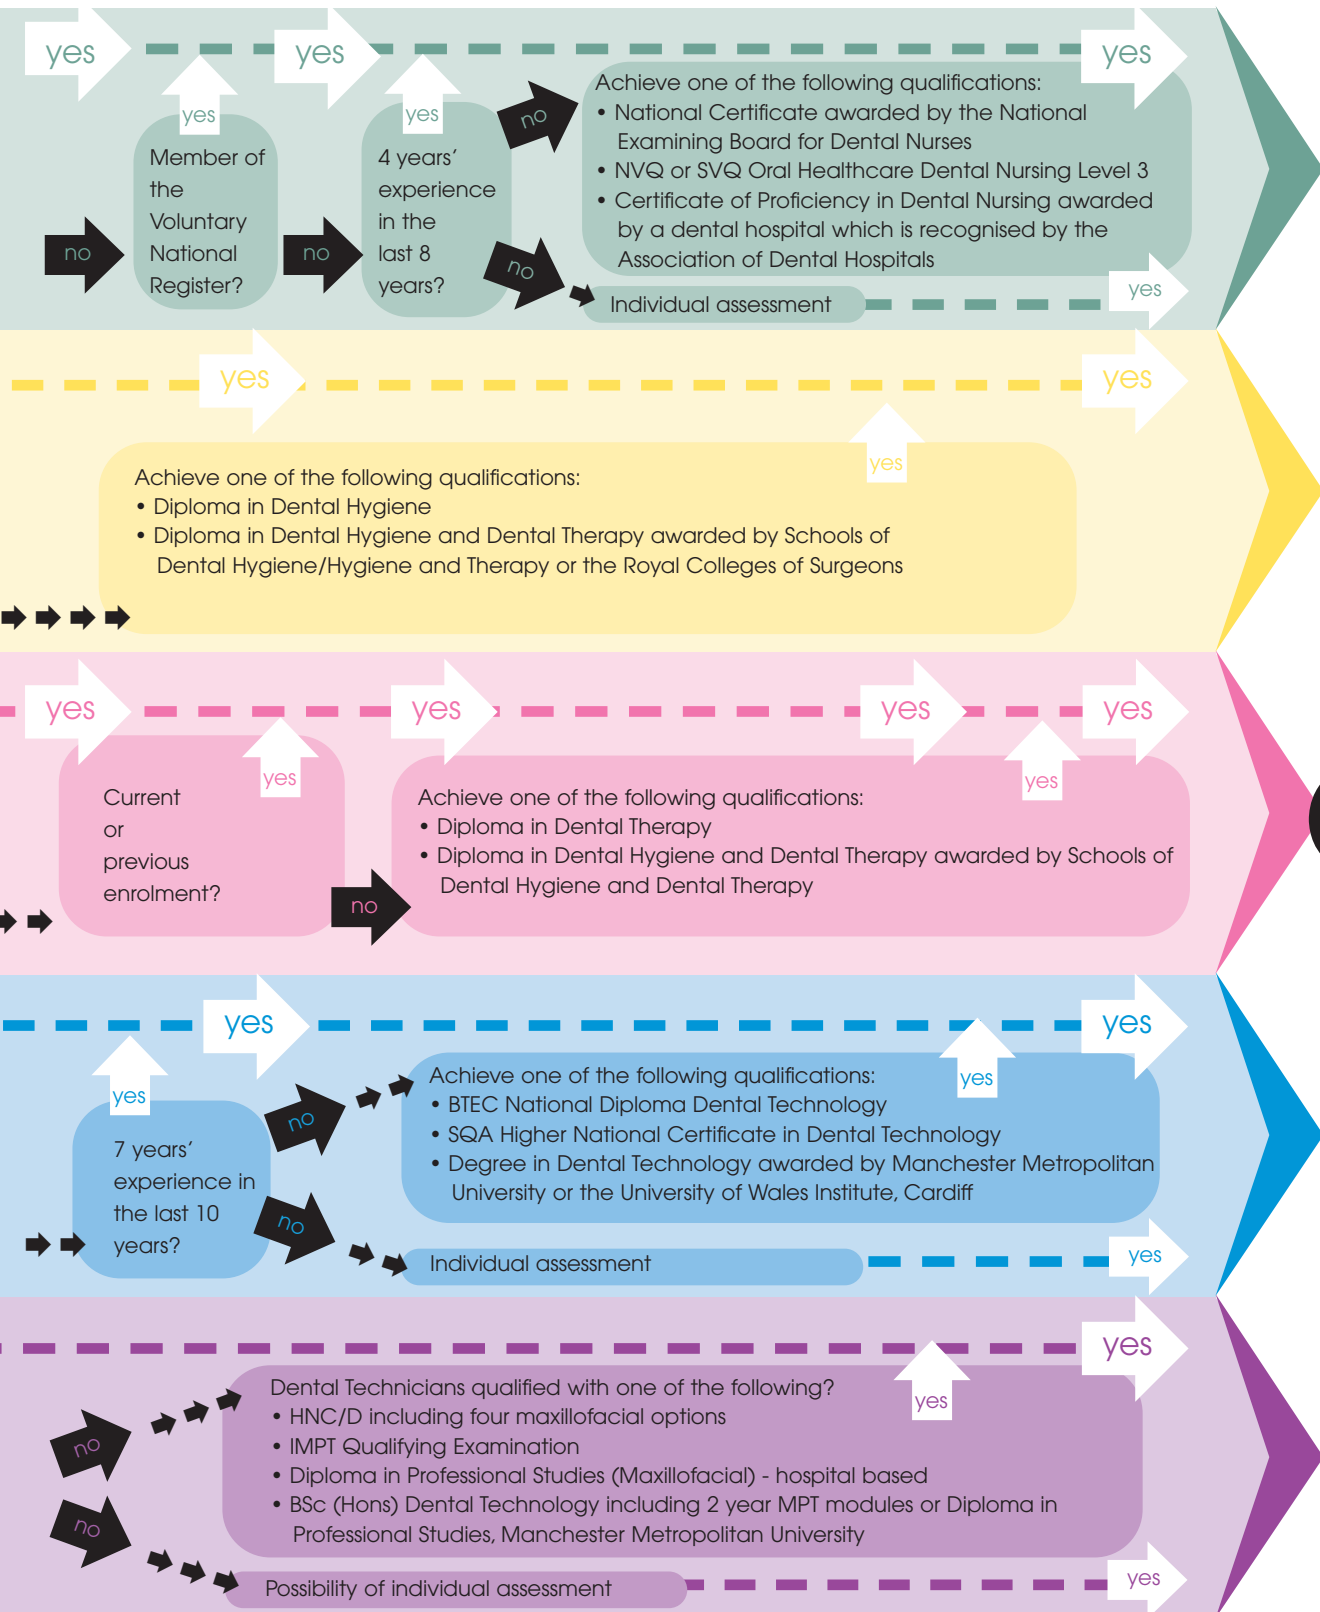 yes
yes
yes
yes
yes
no
Member of
the
Voluntary
National
Register?
no
4 years’
experience
in the
last 8
years?
no
no
Achieve one of the following qualifications:
• National Certificate awarded by the National
Examining Board for Dental Nurses
• NVQ or SVQ Oral Healthcare Dental Nursing Level 3
• Certificate of Proficiency in Dental Nursing awarded
by a dental hospital which is recognised by the
Association of Dental Hospitals
Individual assessment
yes
yes
yes
yes
Achieve one of the following qualifications:
• Diploma in Dental Hygiene
• Diploma in Dental Hygiene and Dental Therapy awarded by Schools of
Dental Hygiene/Hygiene and Therapy or the Royal Colleges of Surgeons
yes
yes
yes
yes
yes
yes
Current
or
previous
enrolment?
no
Achieve one of the following qualifications:
• Diploma in Dental Therapy
• Diploma in Dental Hygiene and Dental Therapy awarded by Schools of
Dental Hygiene and Dental Therapy
yes
yes
yes
yes
7 years’
experience in
the last 10
years?
no
no
Achieve one of the following qualifications:
• BTEC National Diploma Dental Technology
• SQA Higher National Certificate in Dental Technology
• Degree in Dental Technology awarded by Manchester Metropolitan
University or the University of Wales Institute, Cardiff
Individual assessment
yes
yes
yes
no
no
Dental Technicians qualified with one of the following?
• HNC/D including four maxillofacial options
• IMPT Qualifying Examination
• Diploma in Professional Studies (Maxillofacial) - hospital based
• BSc (Hons) Dental Technology including 2 year MPT modules or Diploma in
Professional Studies, Manchester Metropolitan University
Possibility of individual assessment
yes